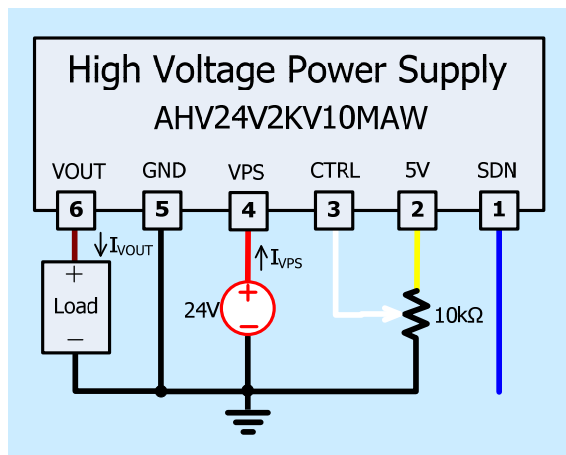 High Voltage Power Supply
AHV24V2KV10MAW
VOUT GND VPS CTRL 5V SDN
6 5 4 3 2 1
+ ↓IVOUT ↑IVPS
Load 24V + 10kΩ
− −